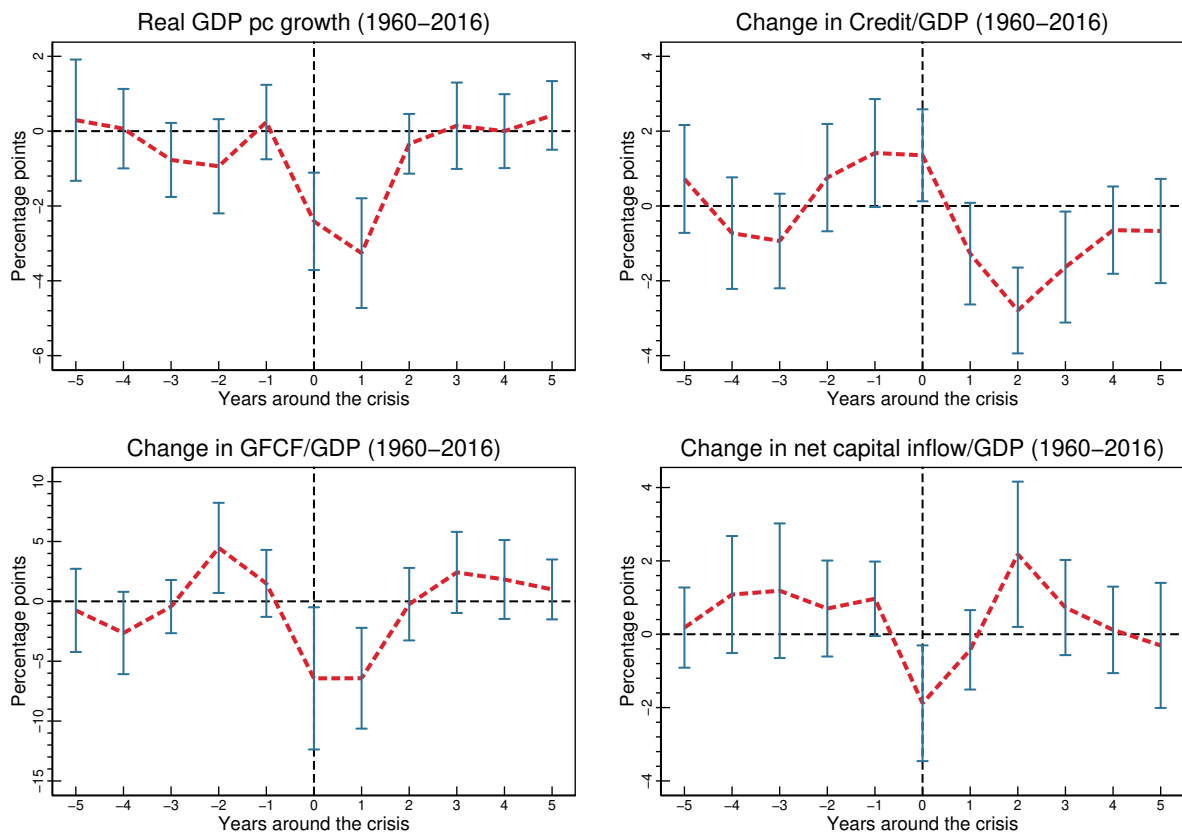 Real GDP pc growth (1960−2016)
Percentage points
2
0
−2
−4
−6
−5 −4 −3 −2 −1 0 1 2 3 4 5
Years around the crisis
Change in Credit/GDP (1960−2016)
Percentage points
4
2
0
−2
−4
−5 −4 −3 −2 −1 0 1 2 3 4 5
Years around the crisis
Change in GFCF/GDP (1960−2016)
Percentage points
10
5
0
−5
−10
−15
−5 −4 −3 −2 −1 0 1 2 3 4 5
Years around the crisis
Change in net capital inflow/GDP (1960−2016)
Percentage points
4
2
0
−2
−4
−5 −4 −3 −2 −1 0 1 2 3 4 5
Years around the crisis